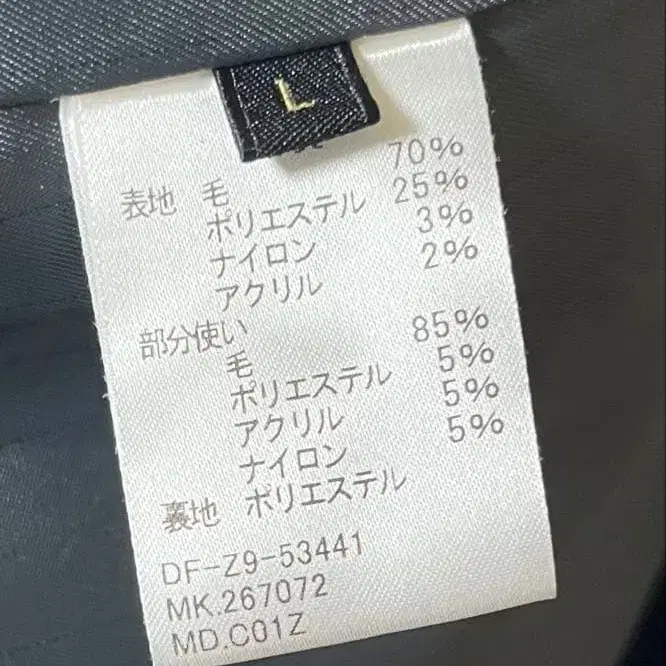 L
表地 毛 70%
ポリエステル 25%
ナイロン 3%
アクリル 2%
部分使い
毛 85%
ポリエステル 5%
アクリル 5%
ナイロン 5%
裏地 ポリエステル
DF-Z9-53441
MK.267072
MD.C01Z